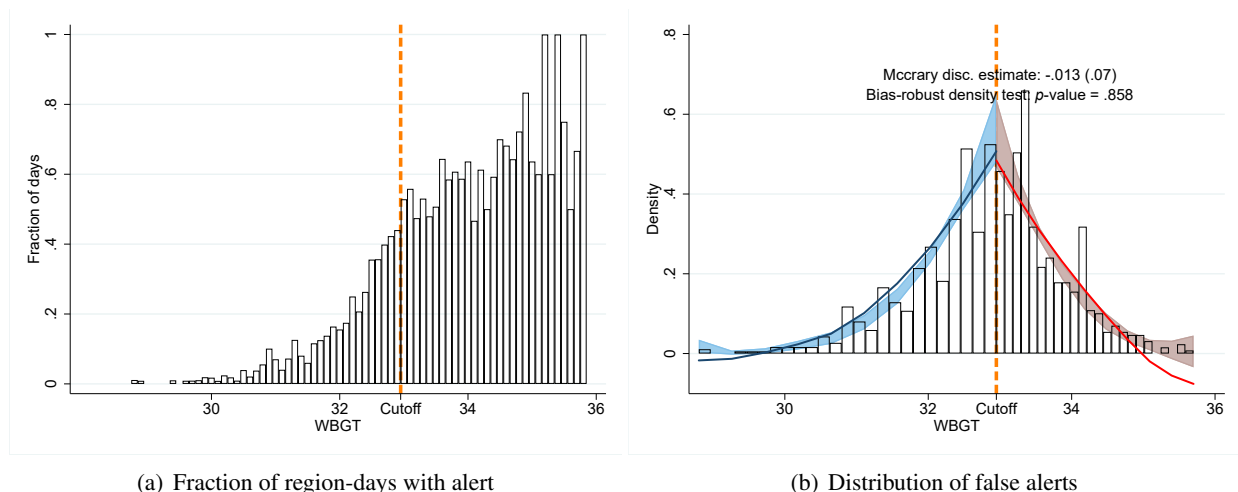 1
.8
.6
.4
.2
0
Fraction of days
30
32
Cutoff
34
36
WBGT
(a) Fraction of region-days with alert
.8
.6
.4
.2
0
Density
Mccrary disc. estimate: -.013 (.07)
Bias-robust density test: p-value = .858
30
32
Cutoff
34
36
WBGT
(b) Distribution of false alerts